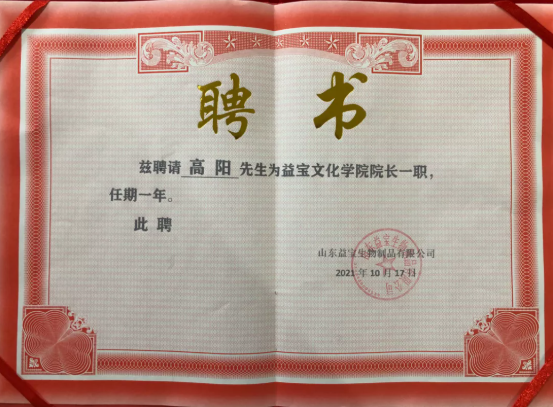 聘书
兹聘请 高阳 先生为益宝文化学院院长一职，
任期一年。
此聘
山东益宝生物制品有限公司
2021年10月17日